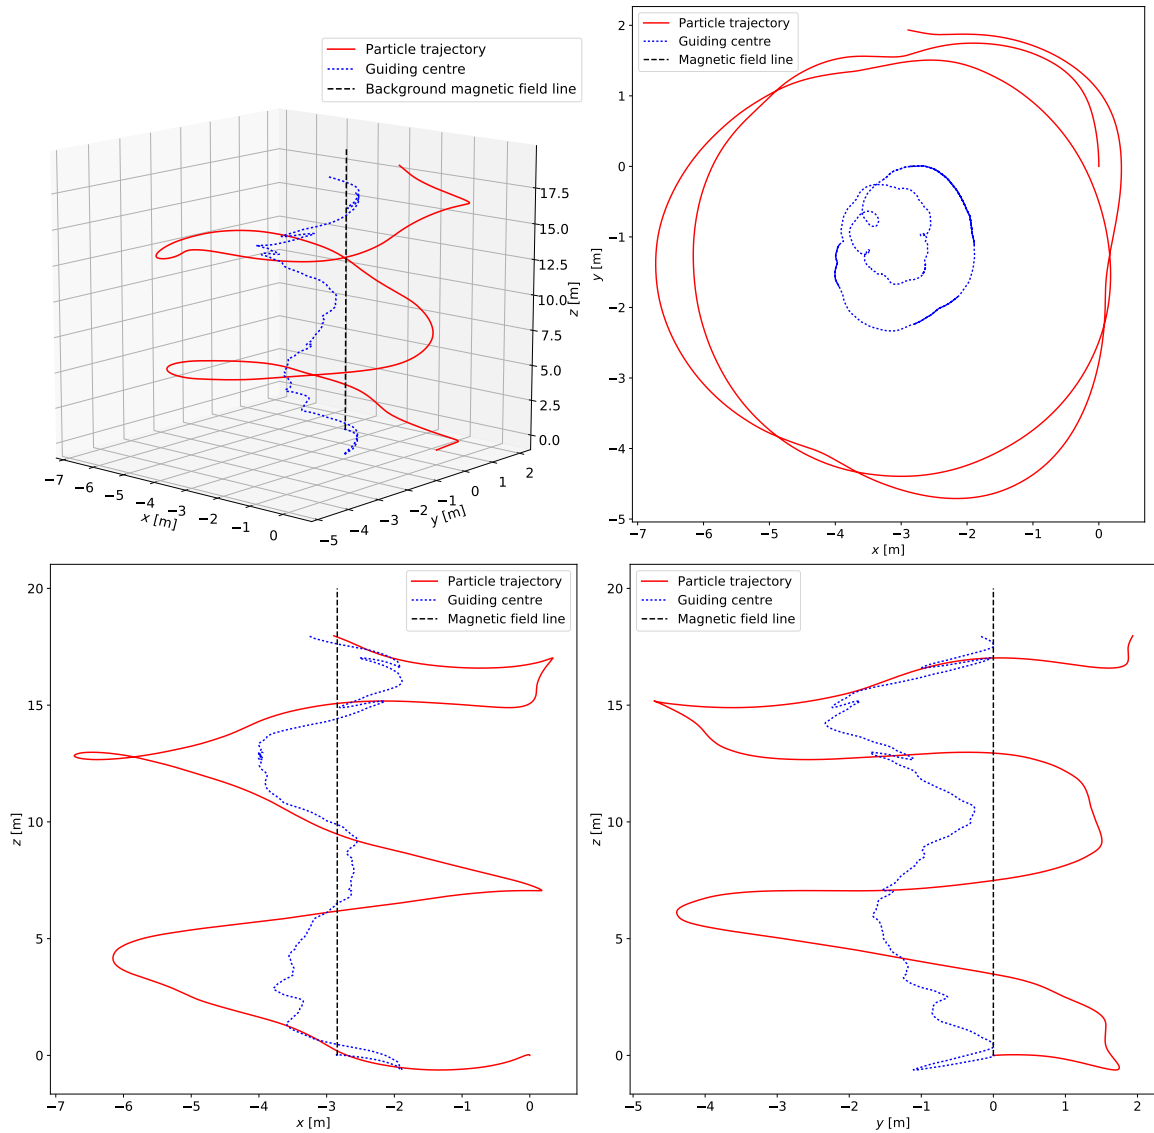 Particle trajectory
Guiding centre
Background magnetic field line
17.5
15.0
12.5
10.0
7.5
5.0
2.5
0.0
z [m]
−7
−6
−5
−4
−3
−2
−1
0
x [m]
−5
−4
−3
−2
−1
0
1
2
y [m]
Particle trajectory
Guiding centre
Magnetic field line
2
1
0
−1
−2
−3
−4
−5
y [m]
−7 −6 −5 −4 −3 −2 −1 0
x [m]
Particle trajectory
Guiding centre
Magnetic field line
20
15
10
5
0
z [m]
−7 −6 −5 −4 −3 −2 −1 0
x [m]
Particle trajectory
Guiding centre
Magnetic field line
20
15
10
5
0
z [m]
−5 −4 −3 −2 −1 0 1 2
y [m]